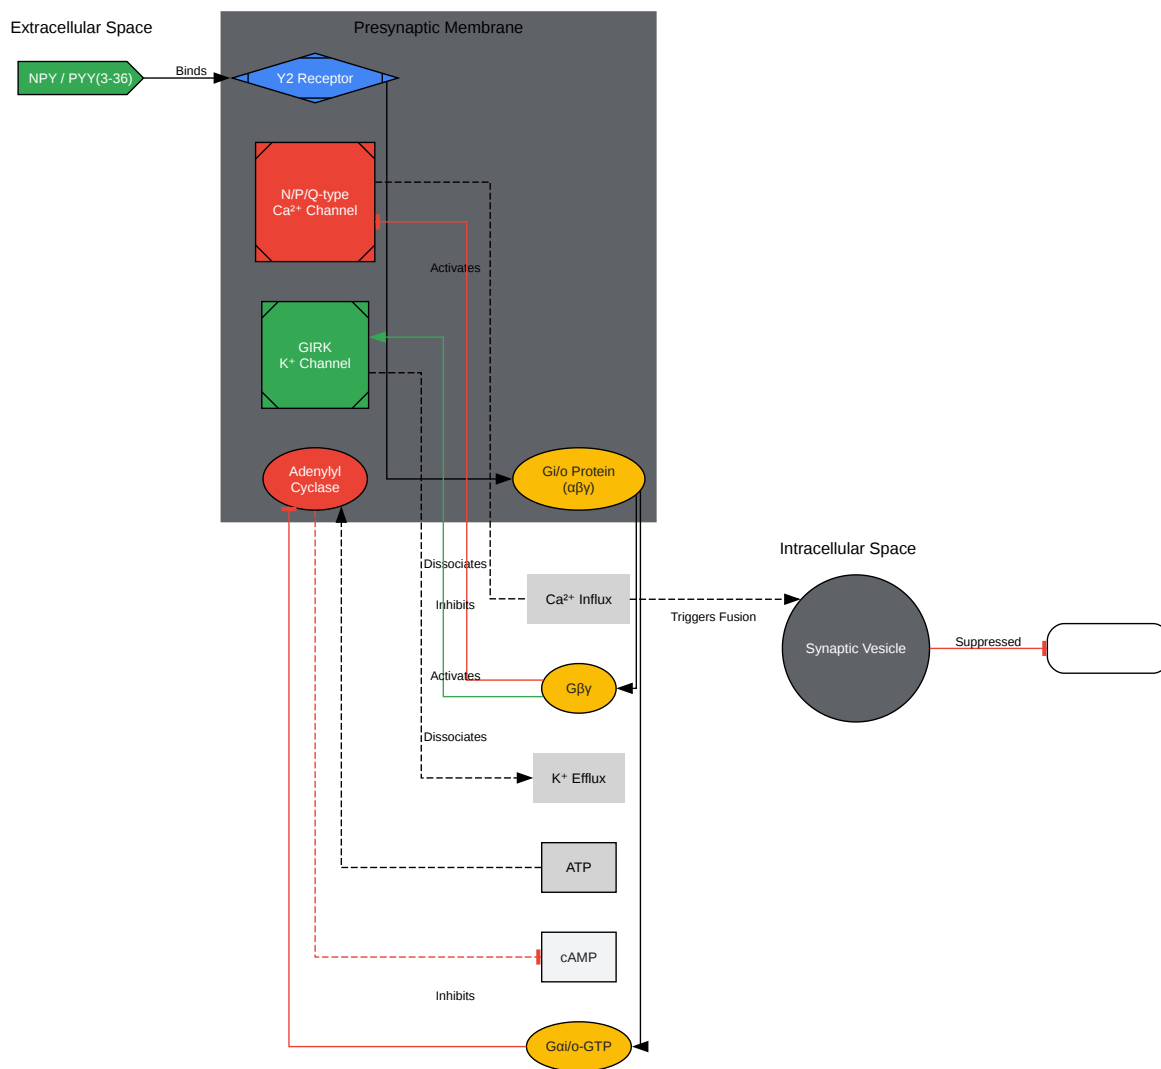 Extracellular Space
Presynaptic Membrane
NPY / PYY(3-36)
Binds
Y2 Receptor
N/P/Q-type
Ca²⁺ Channel
Activates
GIRK
K⁺ Channel
Adenylyl
Cyclase
Gi/o Protein
(αβγ)
Intracellular Space
Dissociates
Inhibits
Ca²⁺ Influx
Triggers Fusion
Synaptic Vesicle
Suppressed
Activates
Gβγ
Dissociates
K⁺ Efflux
ATP
cAMP
Inhibits
Gαi/o-GTP